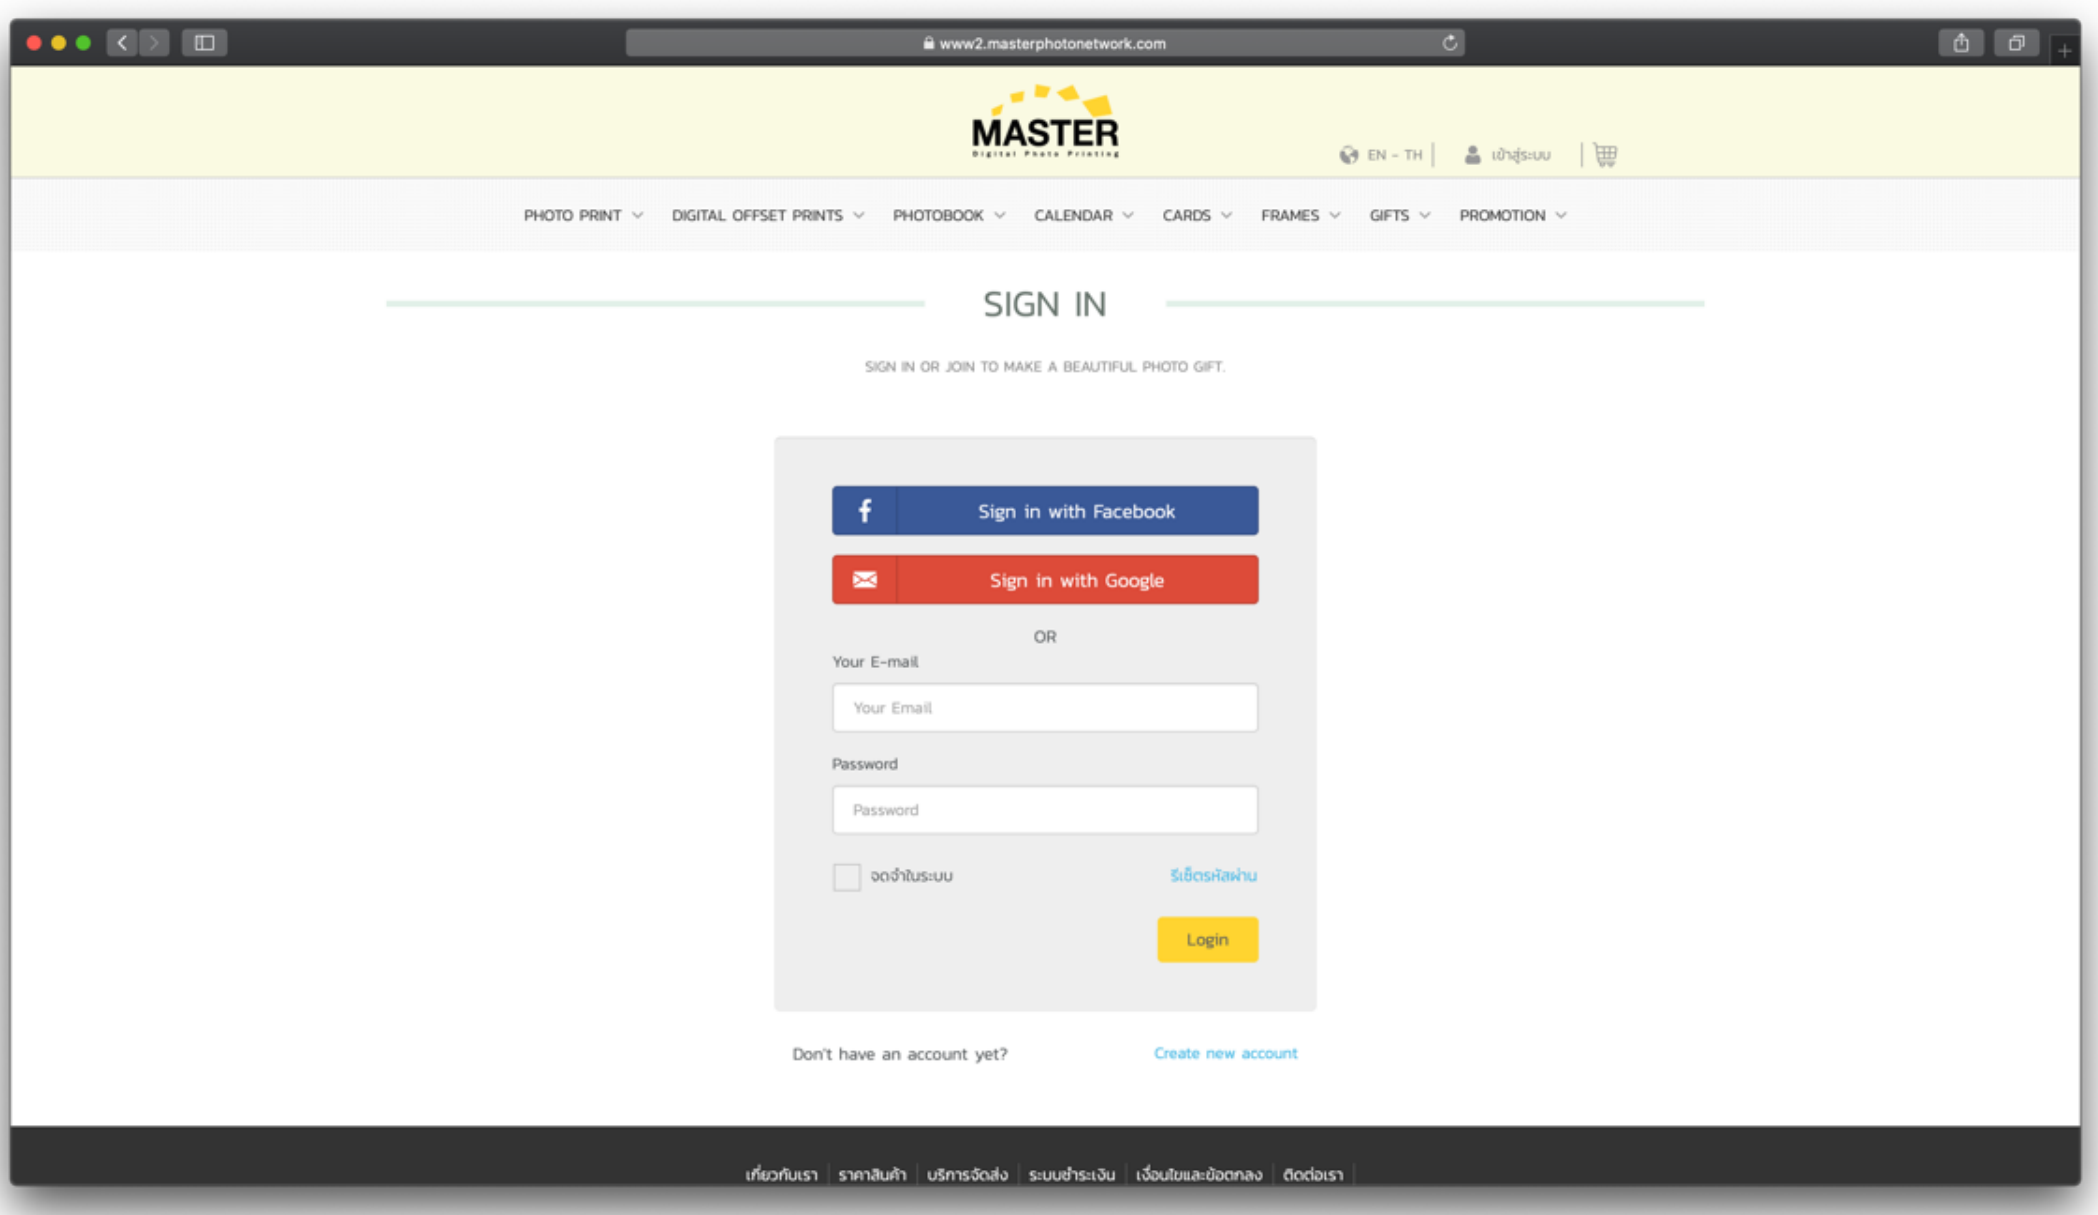 www2.masterphotonetwork.com
MASTER
Digital Photo Printing
EN - TH | เข้าสู่ระบบ |
PHOTO PRINT DIGITAL OFFSET PRINTS PHOTOBOOK CALENDAR CARDS FRAMES GIFTS PROMOTION
SIGN IN
SIGN IN OR JOIN TO MAKE A BEAUTIFUL PHOTO GIFT.
f Sign in with Facebook
Sign in with Google
OR
Your E-mail
Your Email
Password
Password
จดจำในระบบ รีเซ็ตรหัสผ่าน
Login
Don't have an account yet? Create new account
เกี่ยวกับเรา ราคาสินค้า บริการจัดส่ง ระบบชำระเงิน เงื่อนไขและข้อตกลง ติดต่อเรา